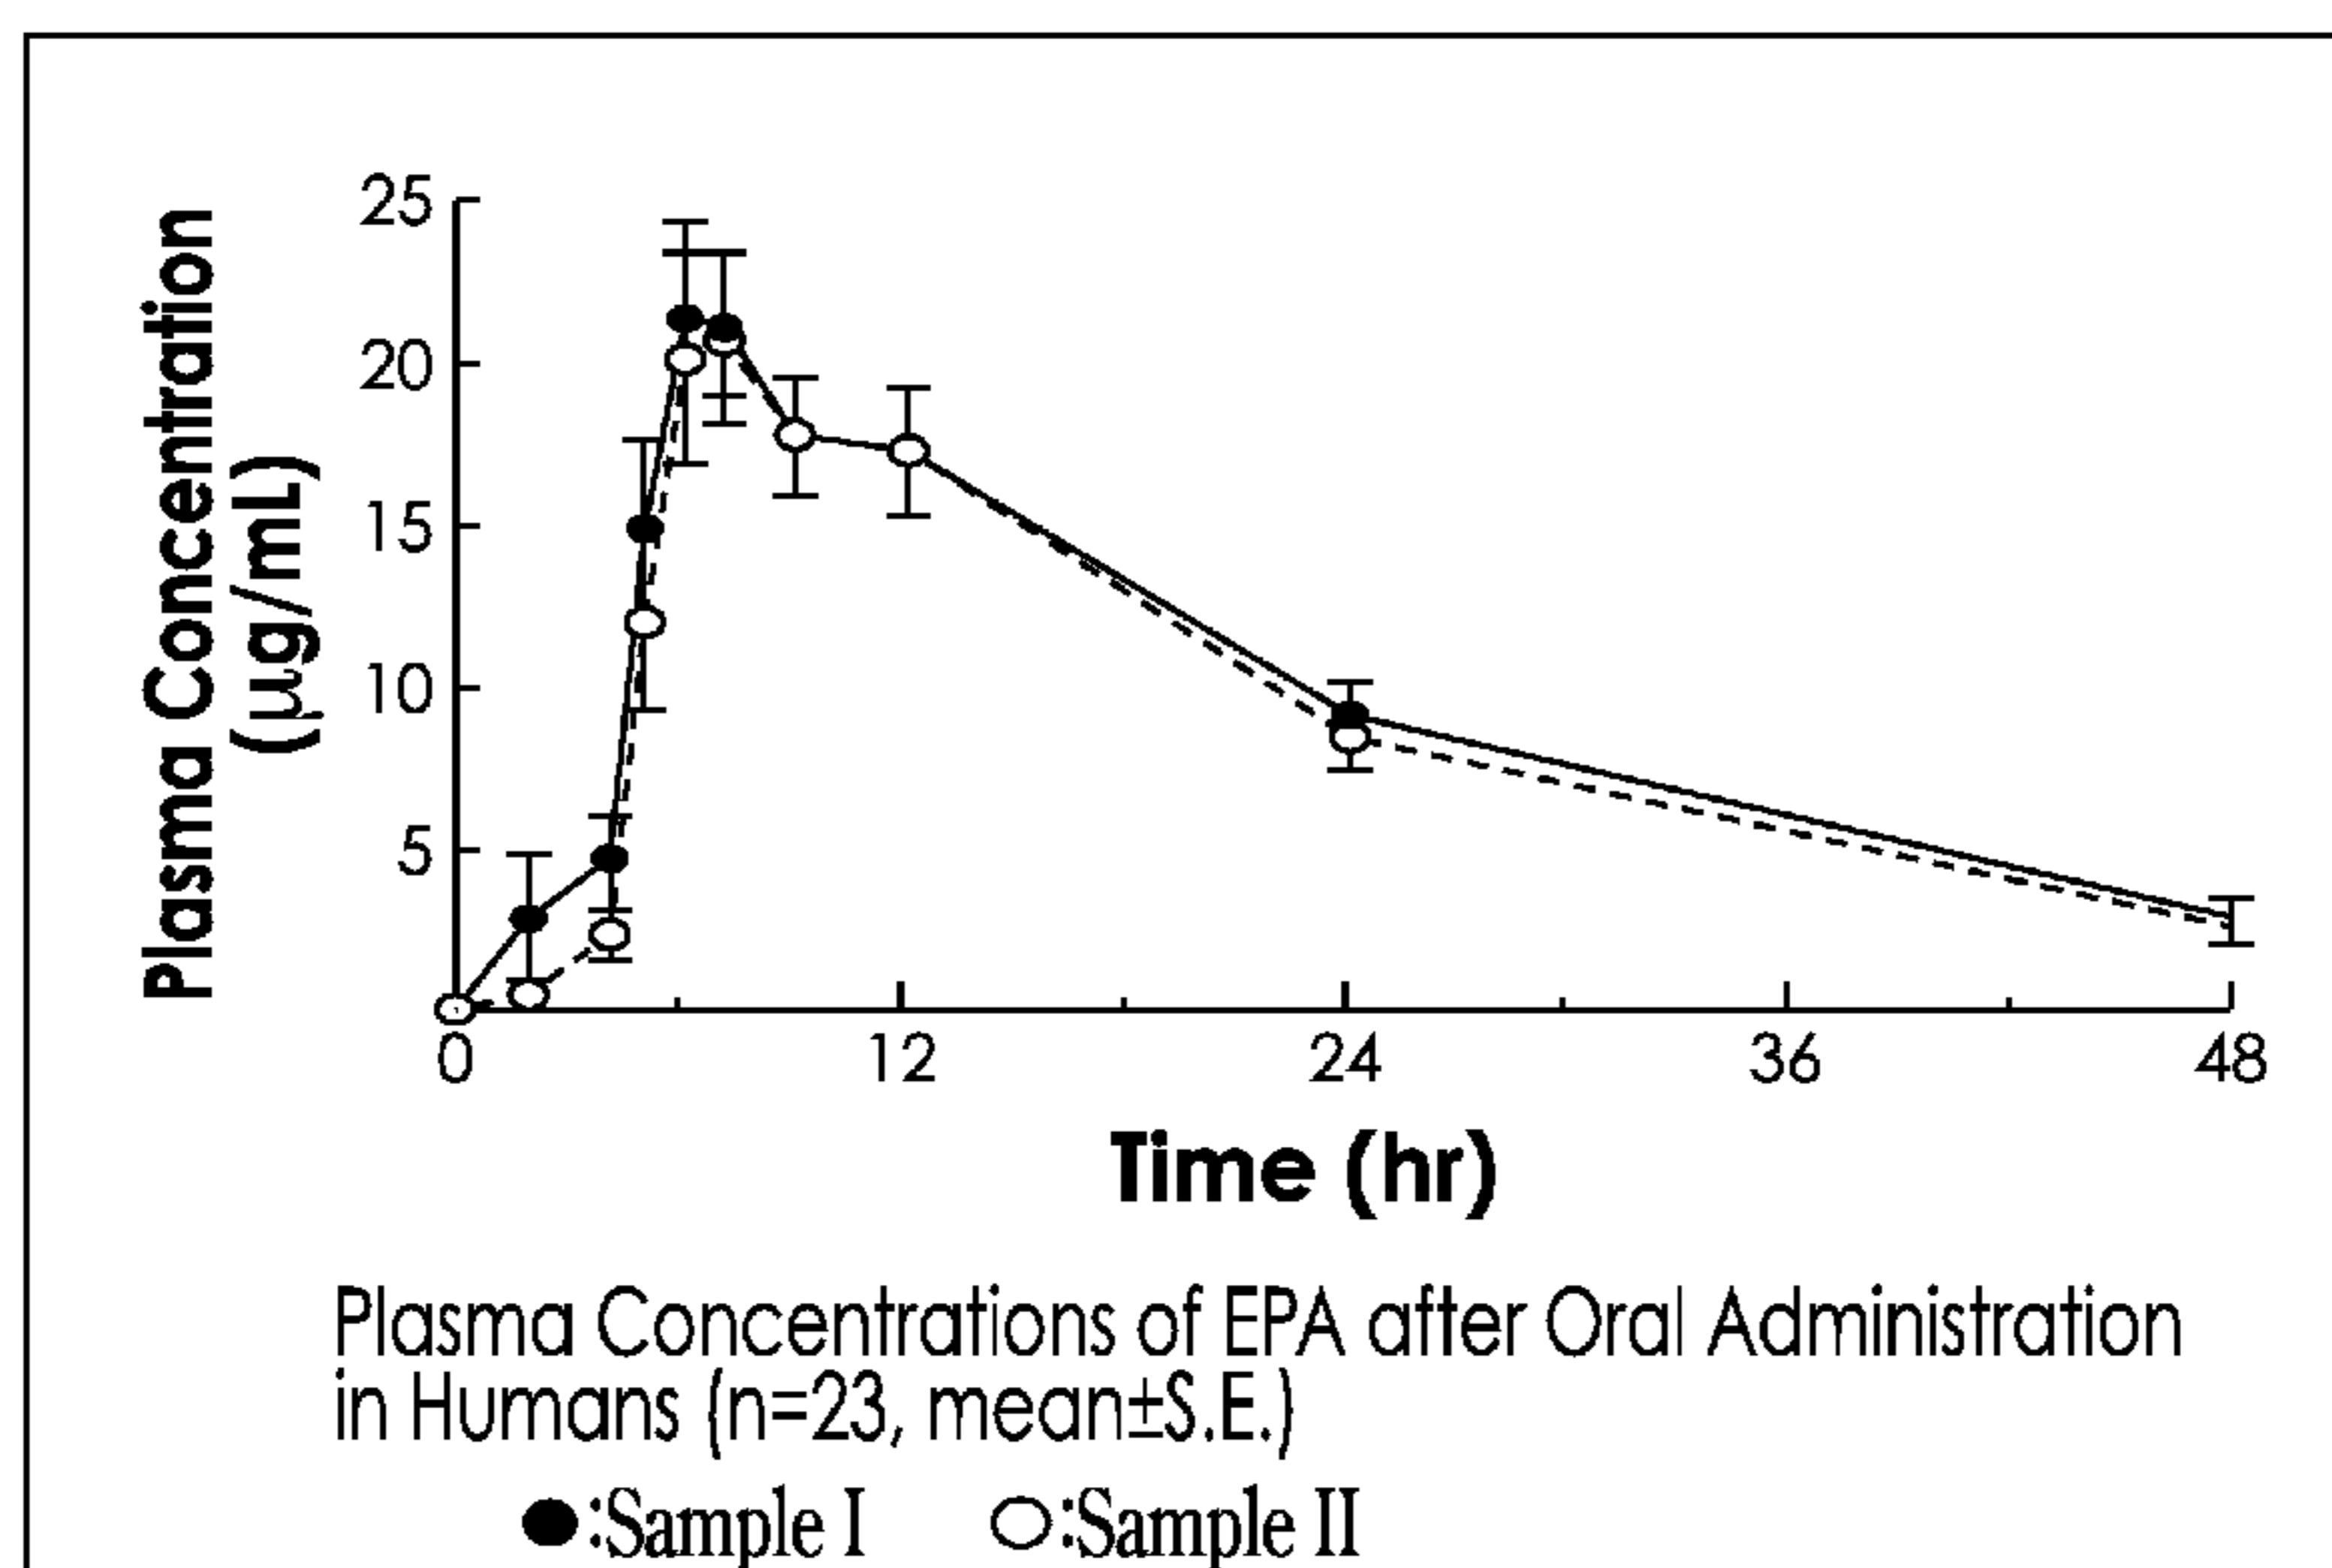 Plasma Concentration
(μg/mL)
25
20
15
10
5
0
12
24
36
48
Time (hr)
Plasma Concentrations of EPA after Oral Administration
in Humans (n=23, mean±S.E.)
●:Sample I ○:Sample II